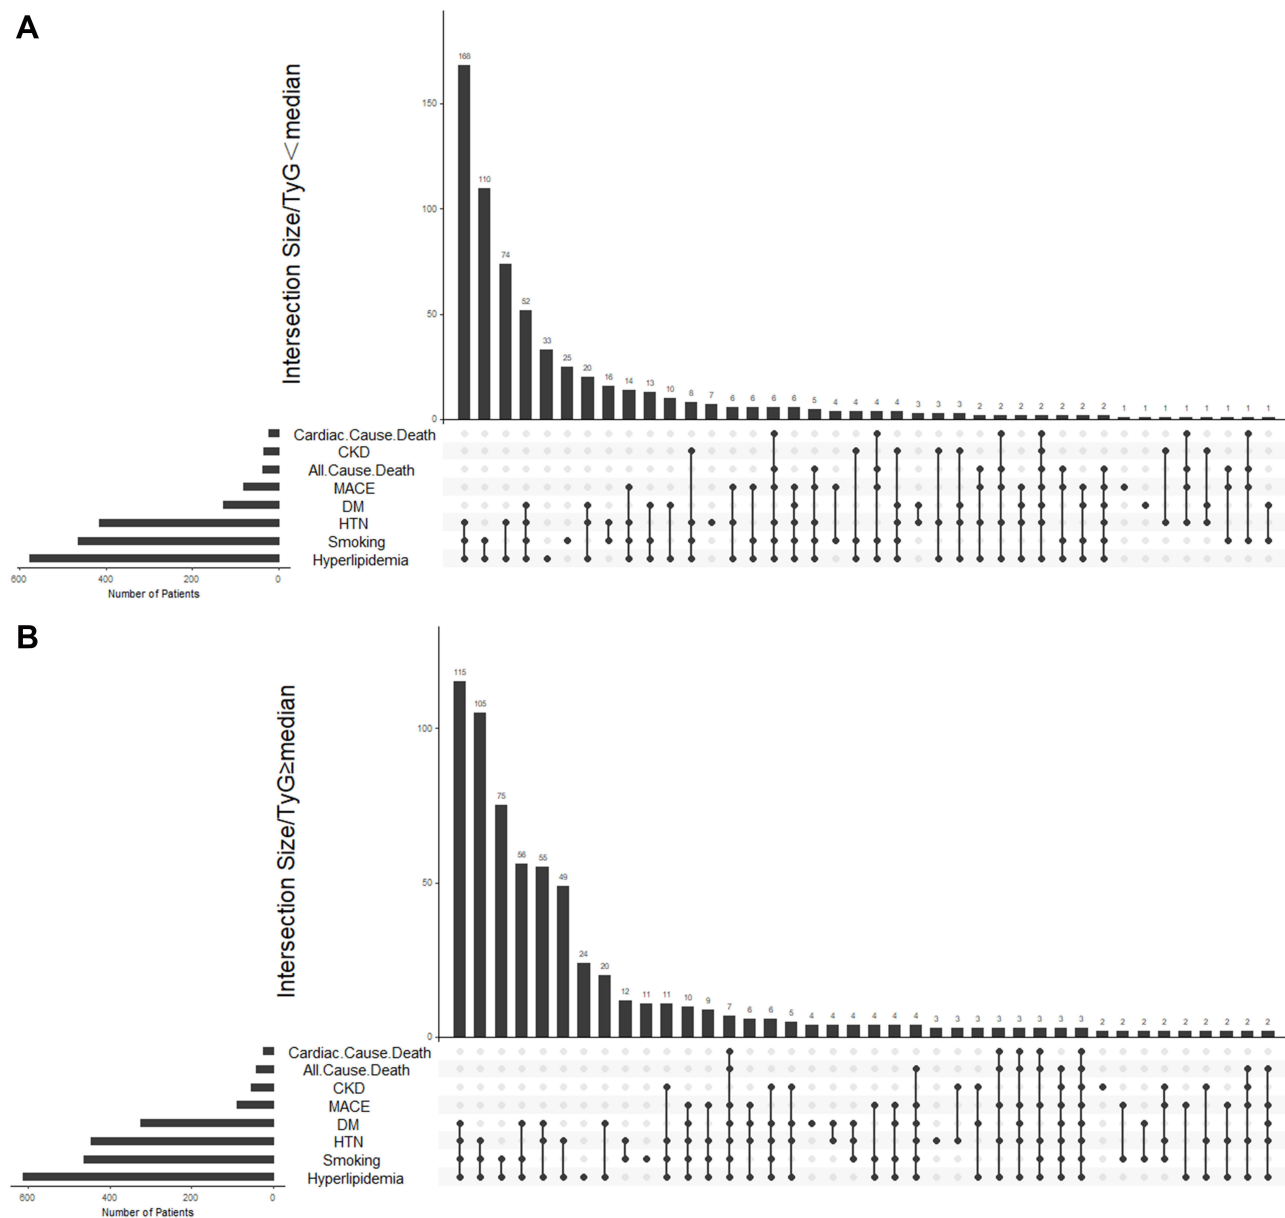 A
Intersection Size/TyG＜median
150
100
50
0
168 110 74 52 33 25 20 16 14 13 10 8 7 6 6 6 6 5 4 4 4 4 3 3 3 2 2 2 2 2 2 2 1 1 1 1 1 1 1 1
Cardiac.Cause.Death
CKD
All.Cause.Death
MACE
DM
HTN
Smoking
Hyperlipidemia
600 400 200 0
Number of Patients
B
Intersection Size/TyG≥median
100
50
0
115 105 75 56 55 49 24 20 12 11 11 10 9 7 6 6 5 4 4 4 4 4 4 3 3 3 3 3 3 3 3 2 2 2 2 2 2 2 2 2
Cardiac.Cause.Death
All.Cause.Death
CKD
MACE
DM
HTN
Smoking
Hyperlipidemia
600 400 200 0
Number of Patients